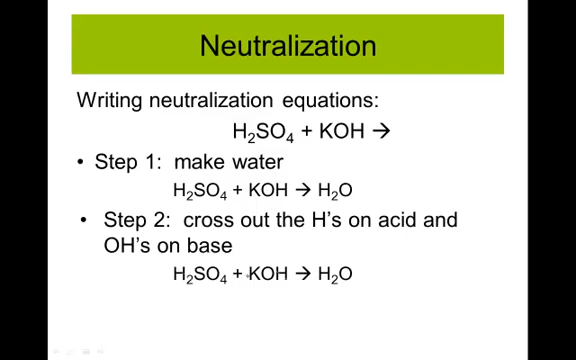 Neutralization
Writing neutralization equations:
H₂SO₄ + KOH →
• Step 1: make water
H₂SO₄ + KOH → H₂O
• Step 2: cross out the H's on acid and
OH's on base
H₂SO₄ + KOH → H₂O